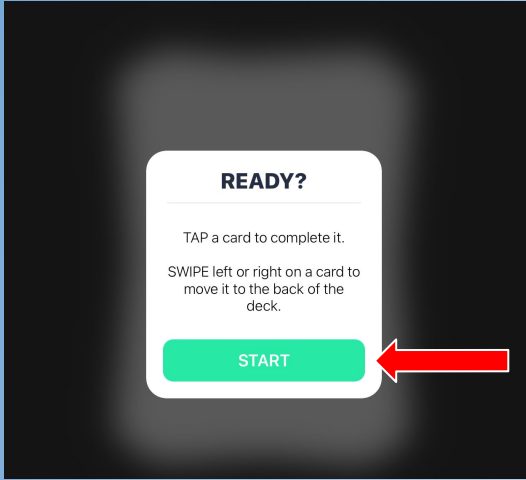 READY?
TAP a card to complete it.
SWIPE left or right on a card to
move it to the back of the
deck.
START